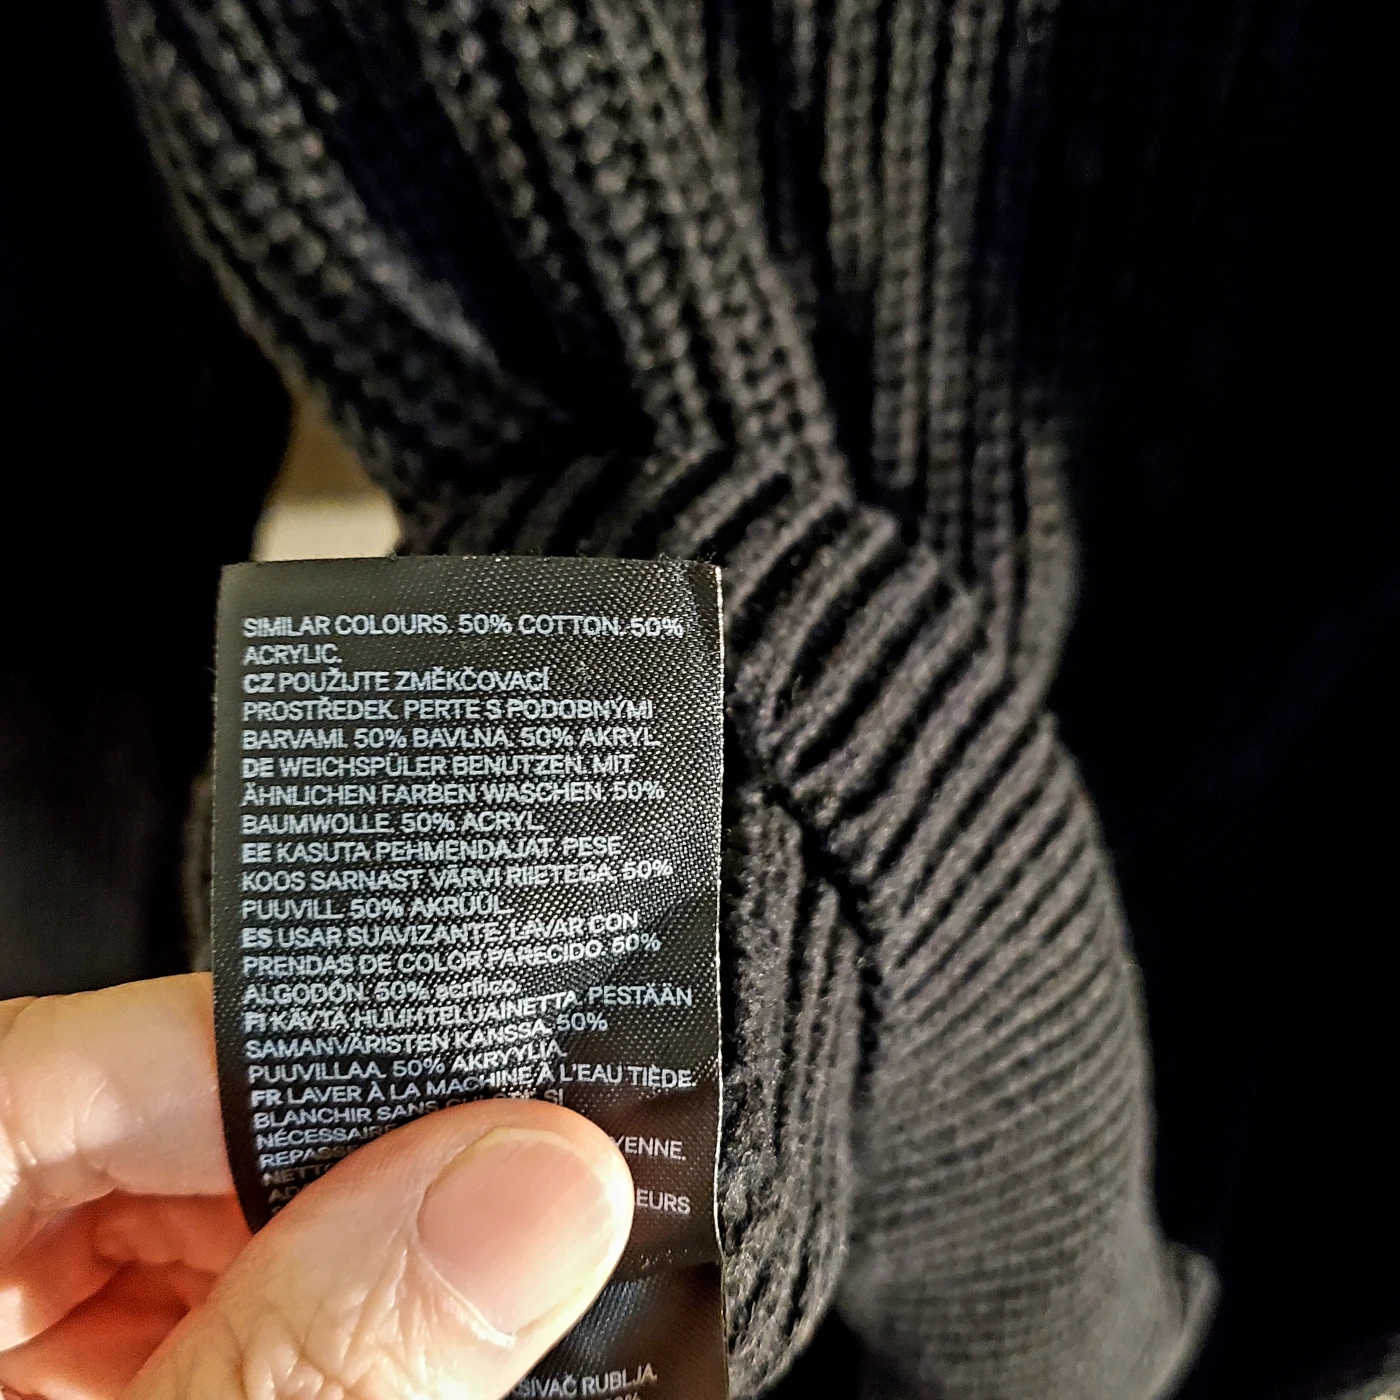 SIMILAR COLOURS. 50% COTTON. 50%
ACRYLIC.
CZ POUŽIJTE ZMĚKČOVACÍ
PROSTŘEDEK. PERTE S PODOBNÝMI
BARVAMI. 50% BAVLNA. 50% AKRYL.
DE WEICHSPÜLER BENUTZEN. MIT
ÄHNLICHEN FARBEN WASCHEN. 50%
BAUMWOLLE. 50% ACRYL.
EE KASUTA PEHMENDAJAT. PESE
KOOS SARNAST VÄRVI RIIETEGA. 50%
PUUVILL. 50% AKRÜÜL.
ES USAR SUAVIZANTE. LAVAR CON
PRENDAS DE COLOR PARECIDO. 50%
ALGODÓN. 50% acrílico.
FI KÄYTÄ HUUHTELUAINETTA. PESTÄÄN
SAMANVÄRISTEN KANSSA. 50%
PUUVILLAA. 50% AKRYYLIA.
FR LAVER À LA MACHINE À L'EAU TIÈDE.
BLANCHIR SANS SI
NÉCESSAIRE
YENNE.
EURS
SIVAČ RUBLJA